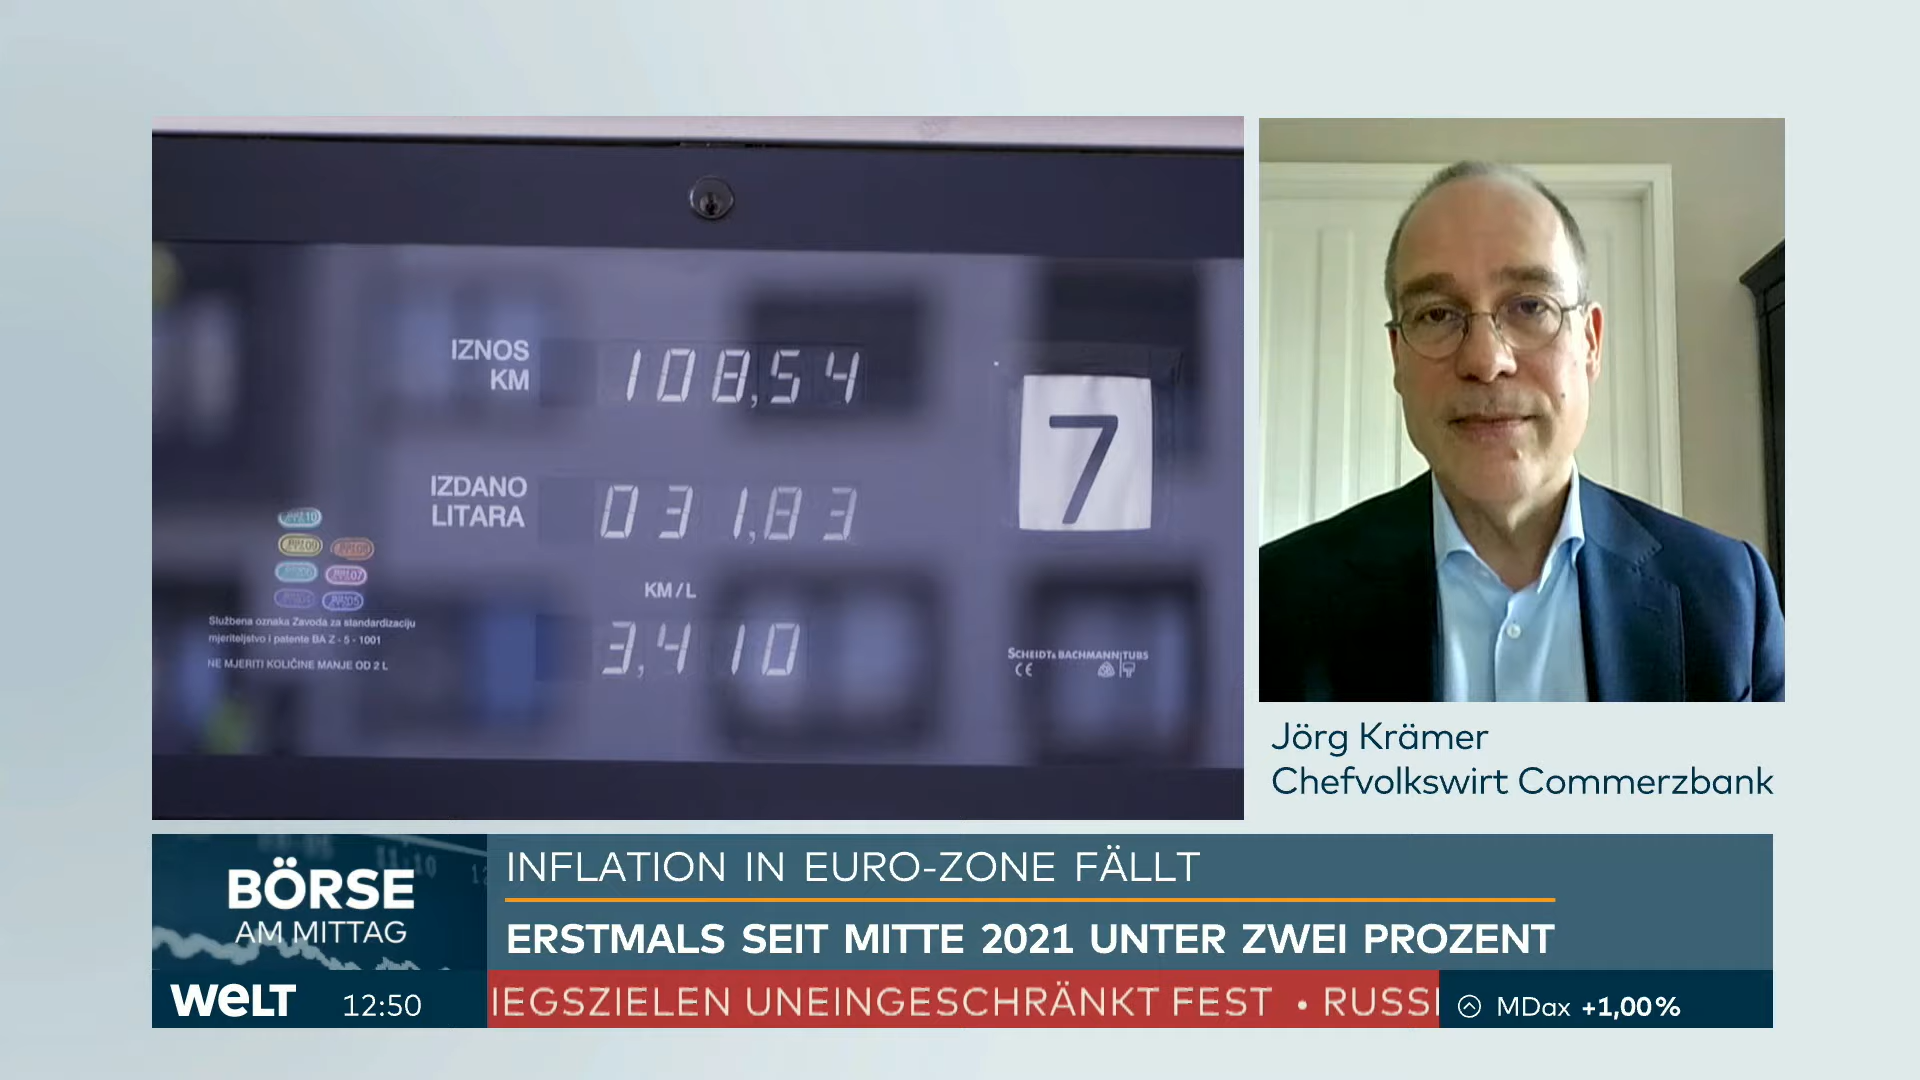 IZNOS
KM
108,54
IZDANO
LITARA
031,83
KM/L
3,410
7
Službena oznaka Zavoda za standardizaciju
mjeriteljstvo i patente BA Z - 5 - 1001
NE MJERITI KOLIČINE MANJE OD 2 L
SCHEIDT & BACHMANN TUBS
CE
Jörg Krämer
Chefvolkswirt Commerzbank
BÖRSE
AM MITTAG
INFLATION IN EURO-ZONE FÄLLT
ERSTMALS SEIT MITTE 2021 UNTER ZWEI PROZENT
WELT 12:50
IEGSZIELEN UNEINGESCHRÄNKT FEST • RUSSI
MDax +1,00%